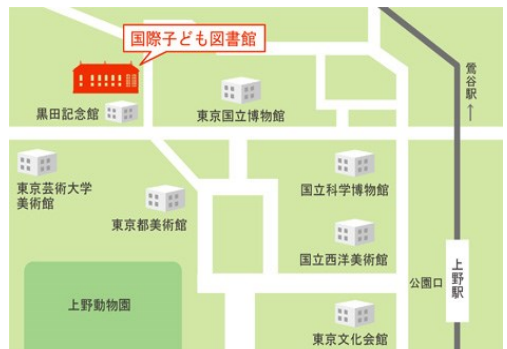 国際子ども図書館
鶯谷駅
↑
黒田記念館
東京国立博物館
東京芸術大学
美術館
東京都美術館
国立科学博物館
国立西洋美術館
公園口
上野駅
上野動物園
東京文化会館